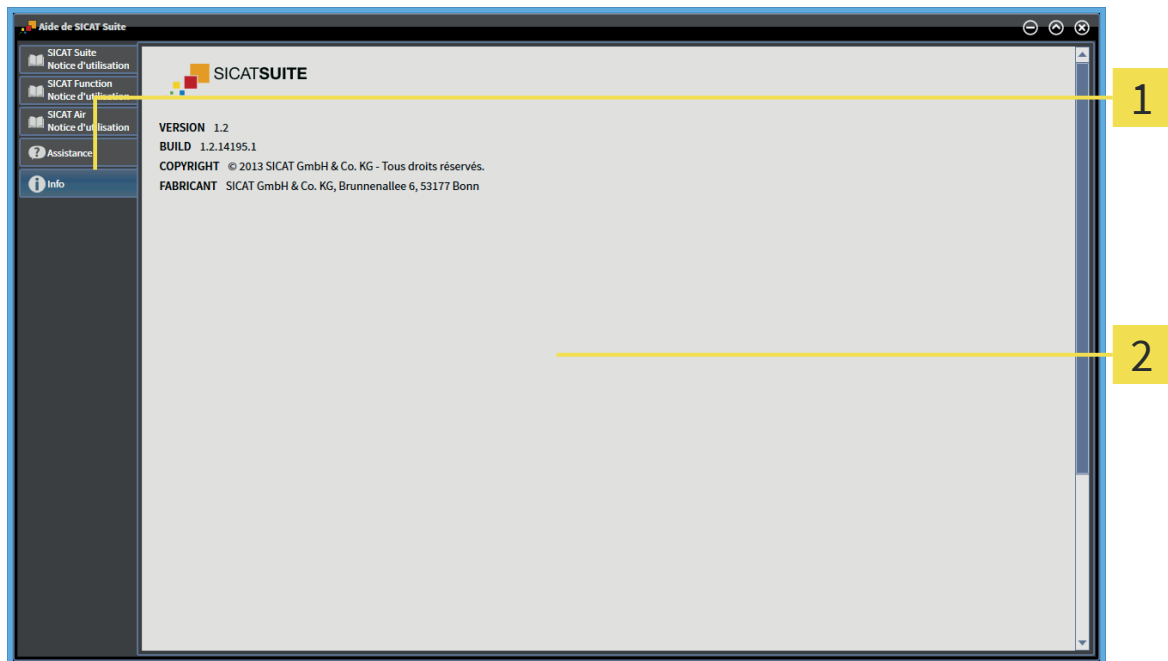 Aide de SICAT Suite
SICAT Suite
Notice d'utilisation
SICAT Function
Notice d'utilisation
SICAT Air
Notice d'utilisation
Assistance
Info
SICATSUITE
VERSION 1.2
BUILD 1.2.14195.1
COPYRIGHT © 2013 SICAT GmbH & Co. KG - Tous droits réservés.
FABRICANT SICAT GmbH & Co. KG, Brunnenallee 6, 53177 Bonn
1
2